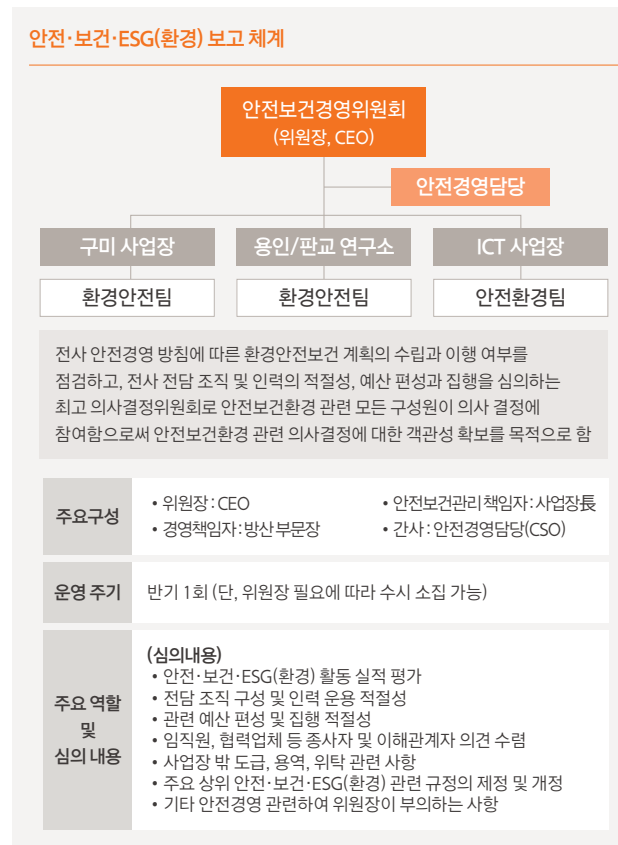 안전·보건·ESG(환경) 보고 체계
안전보건경영위원회
(위원장, CEO)
안전경영담당
구미 사업장
용인/판교 연구소
ICT 사업장
환경안전팀
환경안전팀
안전환경팀
전사 안전경영 방침에 따른 환경안전보건 계획의 수립과 이행 여부를
점검하고, 전사 전담 조직 및 인력의 적절성, 예산 편성과 집행을 심의하는
최고 의사결정위원회로 안전보건환경 관련 모든 구성원이 의사 결정에
참여함으로써 안전보건환경 관련 의사결정에 대한 객관성 확보를 목적으로 함
주요구성
• 위원장 : CEO
• 안전보건관리 책임자 : 사업장長
• 경영책임자 : 방산 부문장
• 간사 : 안전경영담당(CSO)
운영 주기
반기 1회 (단, 위원장 필요에 따라 수시 소집 가능)
주요 역할
및
심의 내용
(심의내용)
• 안전·보건·ESG(환경) 활동 실적 평가
• 전담 조직 구성 및 인력 운용 적절성
• 관련 예산 편성 및 집행 적절성
• 임직원, 협력업체 등 종사자 및 이해관계자 의견 수렴
• 사업장 밖 도급, 용역, 위탁 관련 사항
• 주요 상위 안전·보건·ESG(환경) 관련 규정의 제정 및 개정
• 기타 안전경영 관련하여 위원장이 부의하는 사항